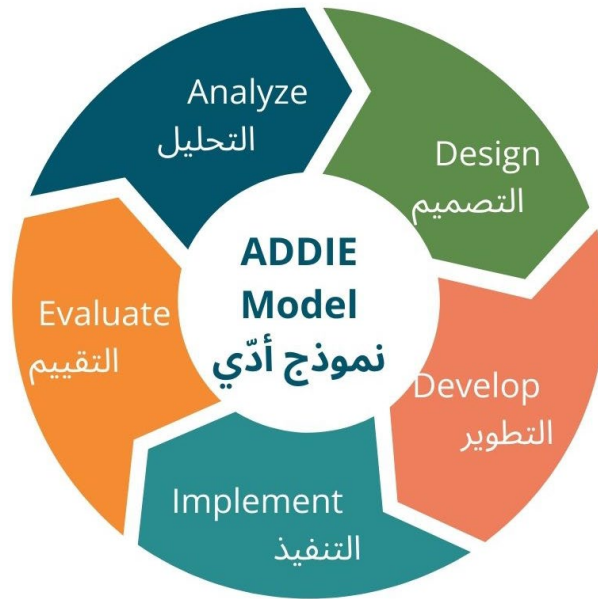 ADDIE
Model
نموذج أدّي
Analyze
التحليل
Design
التصميم
Develop
التطوير
Implement
التنفيذ
Evaluate
التقييم